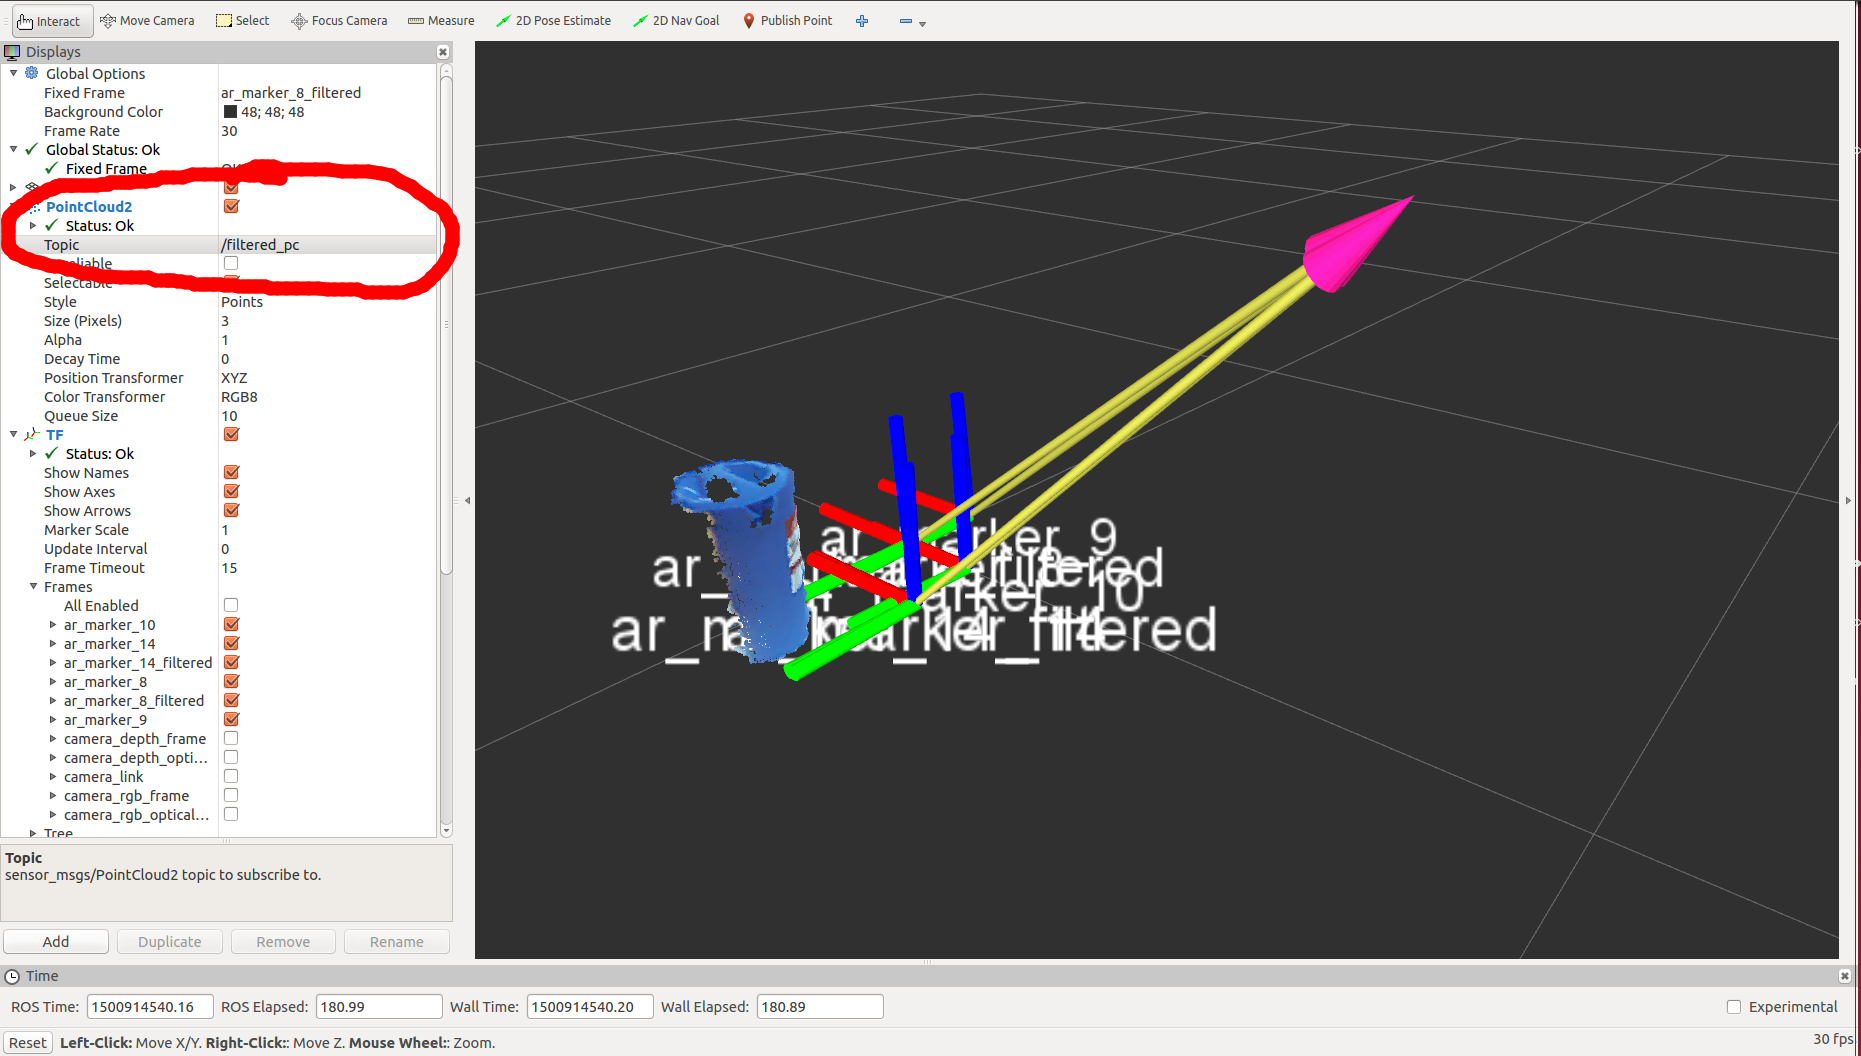 Interact Move Camera Select Focus Camera Measure 2D Pose Estimate 2D Nav Goal Publish Point
Displays
Global Options
Fixed Frame ar_marker_8_filtered
Background Color 48; 48; 48
Frame Rate 30
Global Status: Ok
Fixed Frame
PointCloud2
Status: Ok
Topic /filtered_pc
Selectable
Style Points
Size (Pixels) 3
Alpha 1
Decay Time 0
Position Transformer XYZ
Color Transformer RGB8
Queue Size 10
TF
Status: Ok
Show Names
Show Axes
Show Arrows
Marker Scale 1
Update Interval 0
Frame Timeout 15
Frames
All Enabled
ar_marker_10
ar_marker_14
ar_marker_14_filtered
ar_marker_8
ar_marker_8_filtered
ar_marker_9
camera_depth_frame
camera_depth_opti...
camera_link
camera_rgb_frame
camera_rgb_optical...
Tree
Topic
sensor_msgs/PointCloud2 topic to subscribe to.
Add Duplicate Remove Rename
ar_marker_9
Time
ROS Time: 1500914540.16 ROS Elapsed: 180.99 Wall Time: 1500914540.20 Wall Elapsed: 180.89 Experimental
Reset Left-Click: Move X/Y. Right-Click:: Move Z. Mouse Wheel:: Zoom. 30 fps